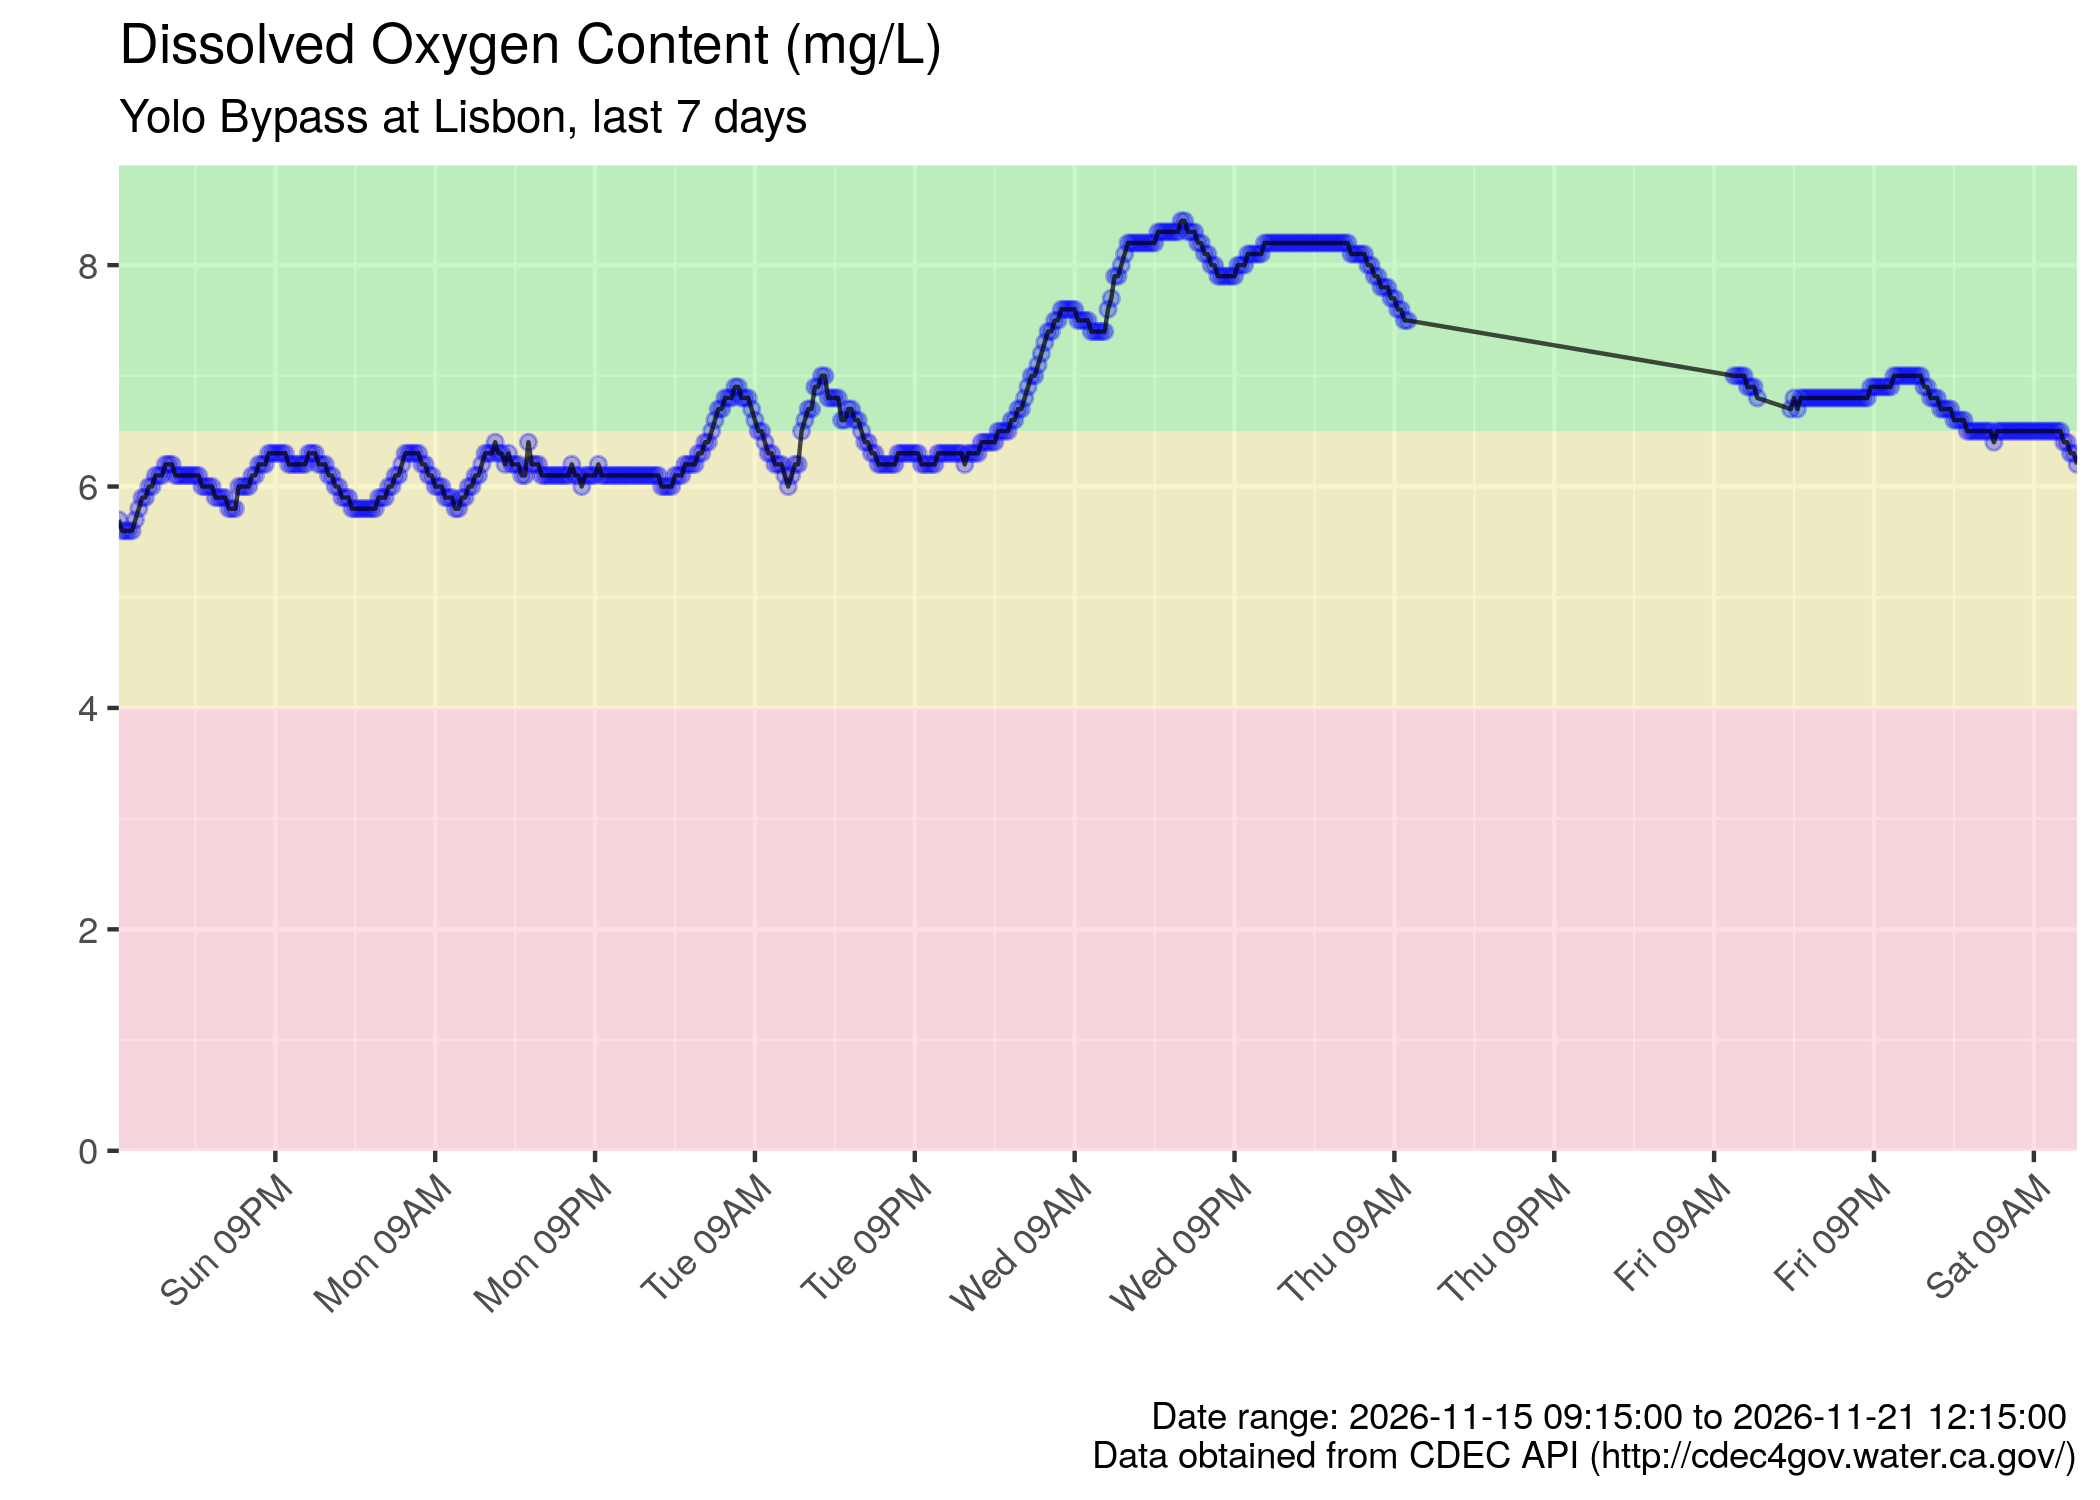 Dissolved Oxygen Content (mg/L)
Yolo Bypass at Lisbon, last 7 days
8
6
4
2
0
Sun 09PM
Mon 09AM
Mon 09PM
Tue 09AM
Tue 09PM
Wed 09AM
Wed 09PM
Thu 09AM
Thu 09PM
Fri 09AM
Fri 09PM
Sat 09AM
Date range: 2026-11-15 09:15:00 to 2026-11-21 12:15:00
Data obtained from CDEC API (http://cdec4gov.water.ca.gov/)